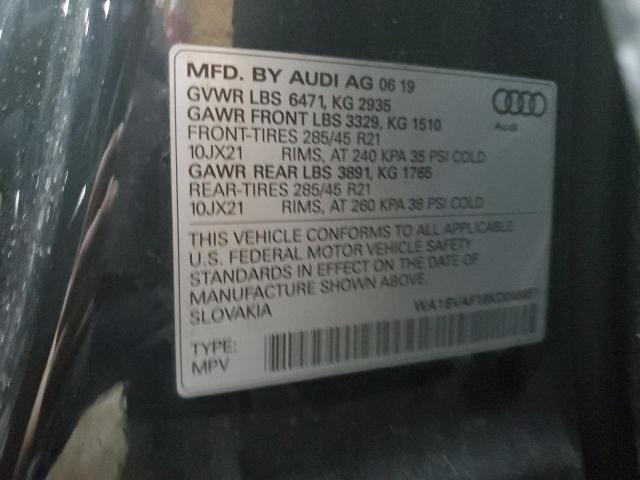 MFD. BY AUDI AG 06 19
GVWR LBS 6471, KG 2935
GAWR FRONT LBS 3329, KG 1510
FRONT-TIRES 285/45 R21
10JX21 RIMS, AT 240 KPA 35 PSI COLD
GAWR REAR LBS 3891, KG 1765
REAR-TIRES 285/45 R21
10JX21 RIMS, AT 260 KPA 38 PSI COLD
Audi
THIS VEHICLE CONFORMS TO ALL APPLICABLE
U.S. FEDERAL MOTOR VEHICLE SAFETY
STANDARDS IN EFFECT ON THE DATE OF
MANUFACTURE SHOWN ABOVE.
SLOVAKIA
TYPE:
MPV